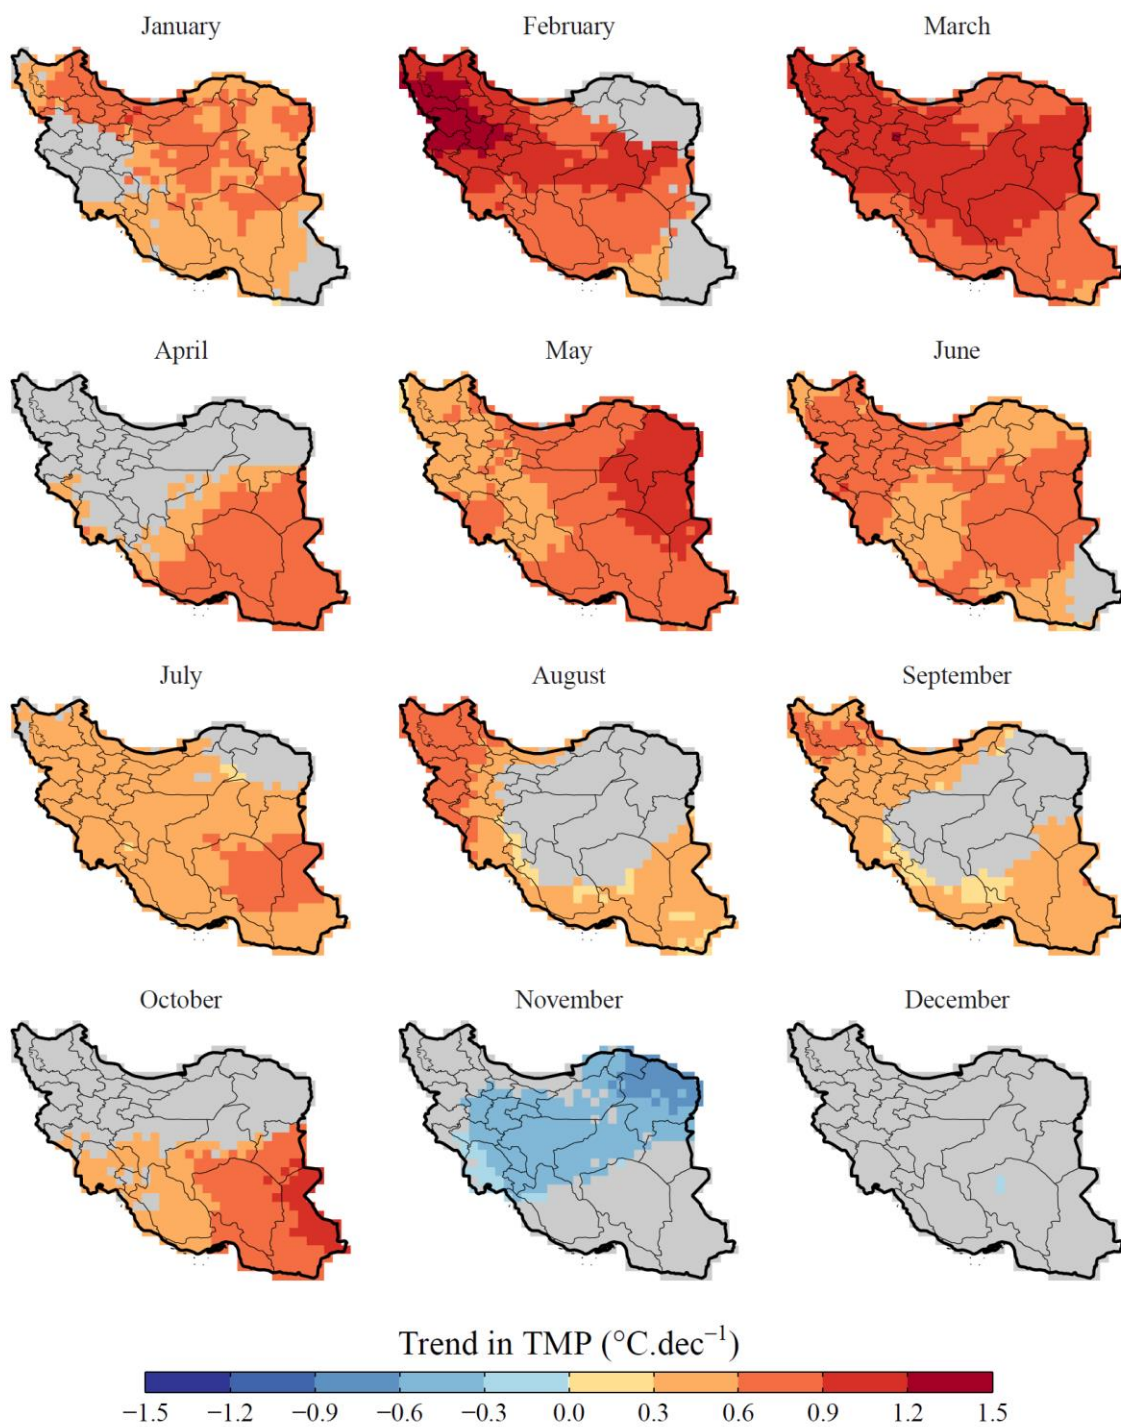 January February March
April May June
July August September
October November December
Trend in TMP (°C.dec⁻¹)
−1.5 −1.2 −0.9 −0.6 −0.3 0.0 0.3 0.6 0.9 1.2 1.5